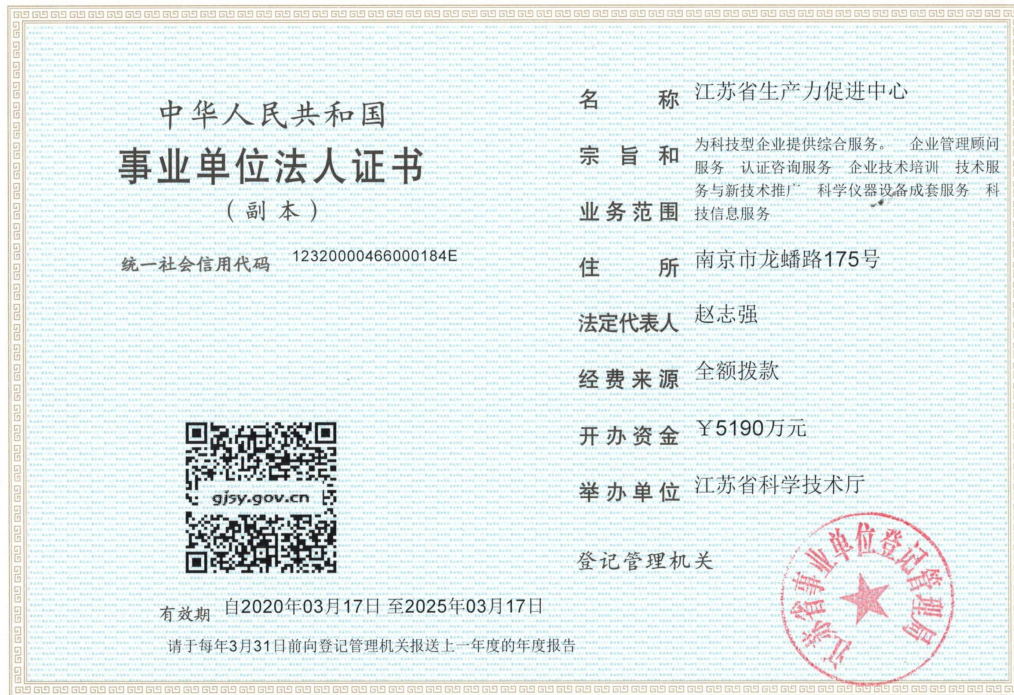 中华人民共和国
事业单位法人证书
（副本）
统一社会信用代码 12320000466000184E
gjsy.gov.cn
有效期 自2020年03月17日 至2025年03月17日
请于每年3月31日前向登记管理机关报送上一年度的年度报告
名称 江苏省生产力促进中心
宗旨和业务范围
为科技型企业提供综合服务。 企业管理顾问
服务 认证咨询服务 企业技术培训 技术服
务与新技术推广 科学仪器设备成套服务 科
技信息服务
住所 南京市龙蟠路175号
法定代表人 赵志强
经费来源 全额拨款
开办资金 ￥5190万元
举办单位 江苏省科学技术厅
登记管理机关
江苏省事业单位登记管理局